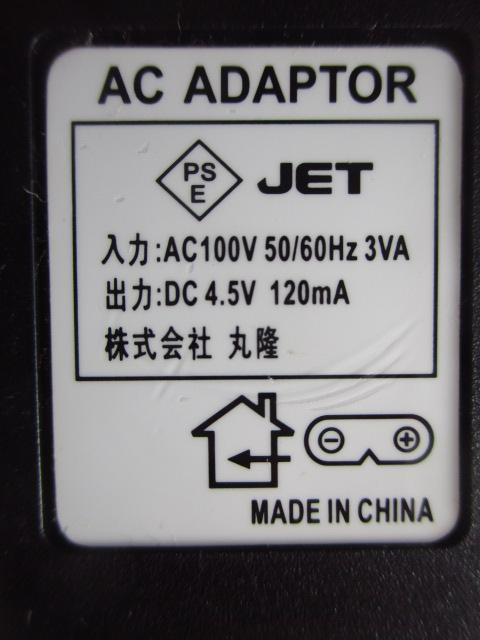 AC ADAPTOR
PS
E
JET
入力:AC100V 50/60Hz 3VA
出力:DC 4.5V 120mA
株式会社 丸隆
MADE IN CHINA